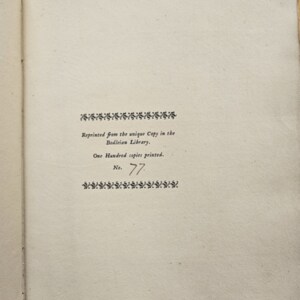 Reprinted from the unique Copy in the
Bodleian Library.
One Hundred copies printed.
No. 77